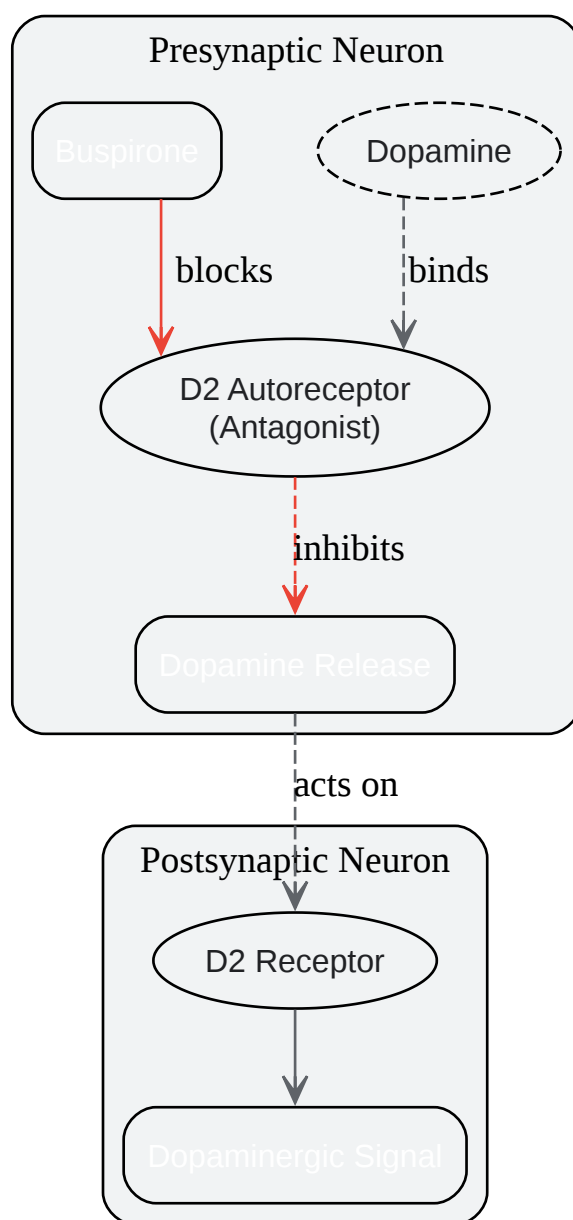 Presynaptic Neuron
Buspirone
Dopamine
blocks
binds
D2 Autoreceptor
(Antagonist)
inhibits
Dopamine Release
acts on
Postsynaptic Neuron
D2 Receptor
Dopaminergic Signal